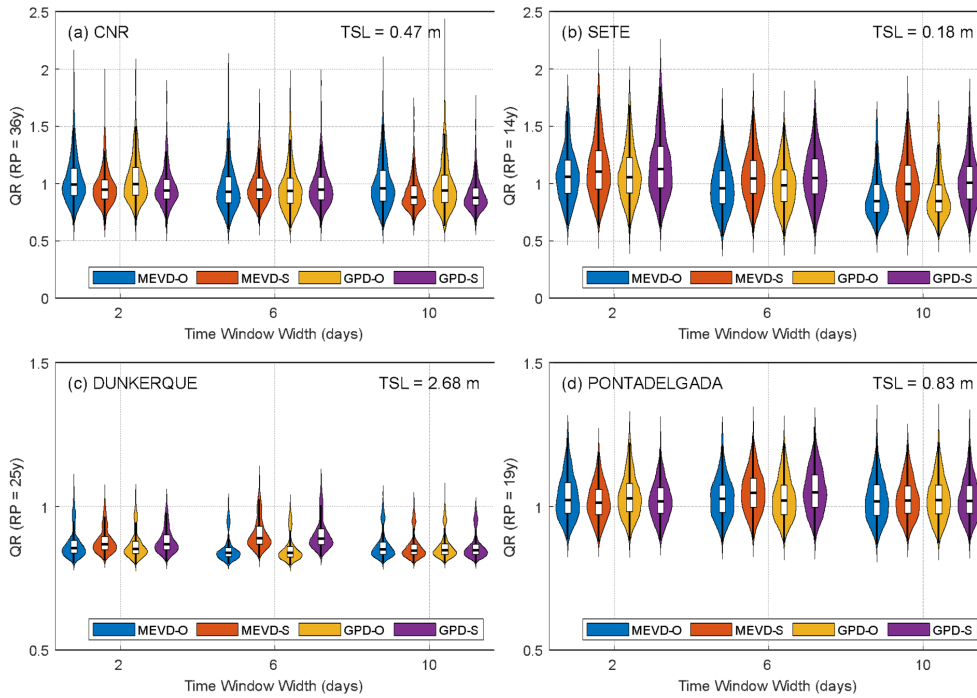 (a) CNR TSL = 0.47 m
2.5
2
1.5
1
0.5
0
QR (RP = 36y)
MEVD-O MEVD-S GPD-O GPD-S
2 6 10
Time Window Width (days)
(b) SETE TSL = 0.18 m
2.5
2
1.5
1
0.5
0
QR (RP = 14y)
MEVD-O MEVD-S GPD-O GPD-S
2 6 10
Time Window Width (days)
(c) DUNKERQUE TSL = 2.68 m
1.5
1
0.5
QR (RP = 25y)
MEVD-O MEVD-S GPD-O GPD-S
2 6 10
Time Window Width (days)
(d) PONTADELGADA TSL = 0.83 m
1.5
1
0.5
QR (RP = 19y)
MEVD-O MEVD-S GPD-O GPD-S
2 6 10
Time Window Width (days)